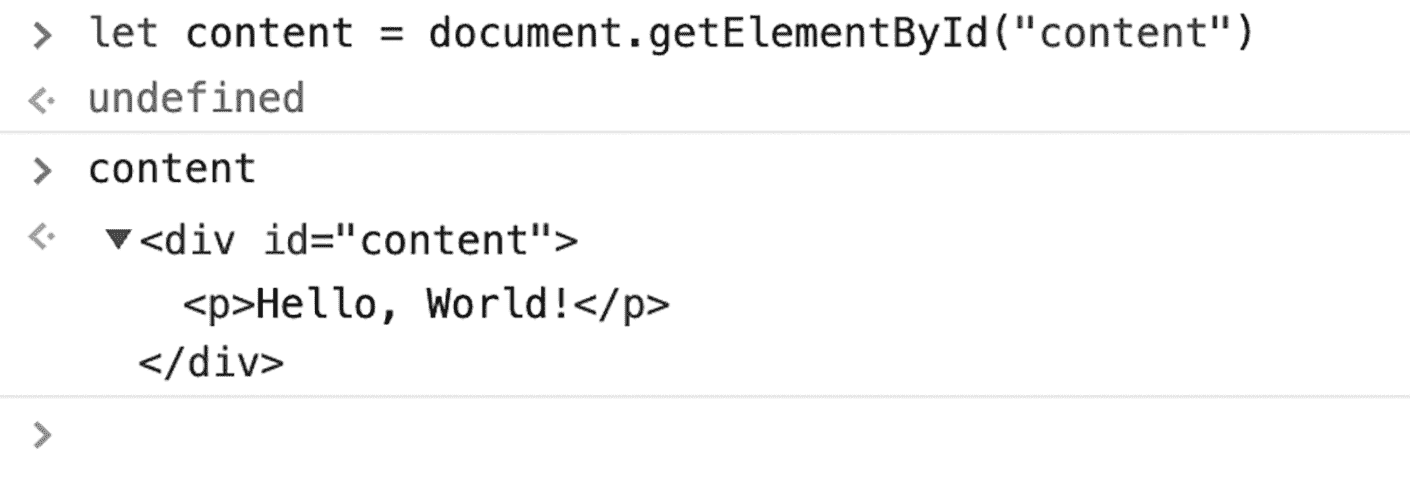 > let content = document.getElementById("content")
<· undefined
> content
<· ▼<div id="content">
<p>Hello, World!</p>
</div>
>